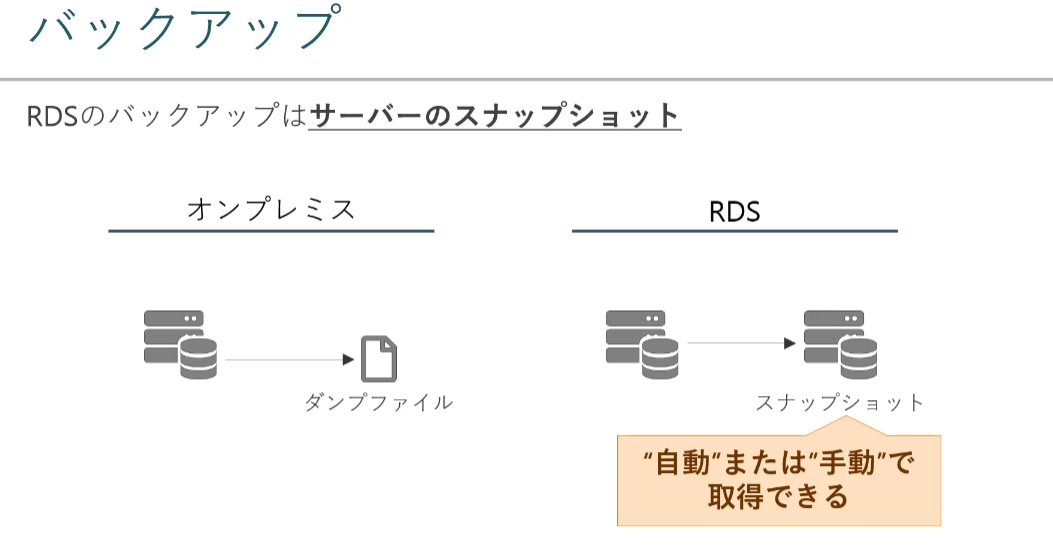 バックアップ
RDSのバックアップはサーバーのスナップショット
オンプレミス
RDS
ダンプファイル
スナップショット
“自動”または”手動”で
取得できる